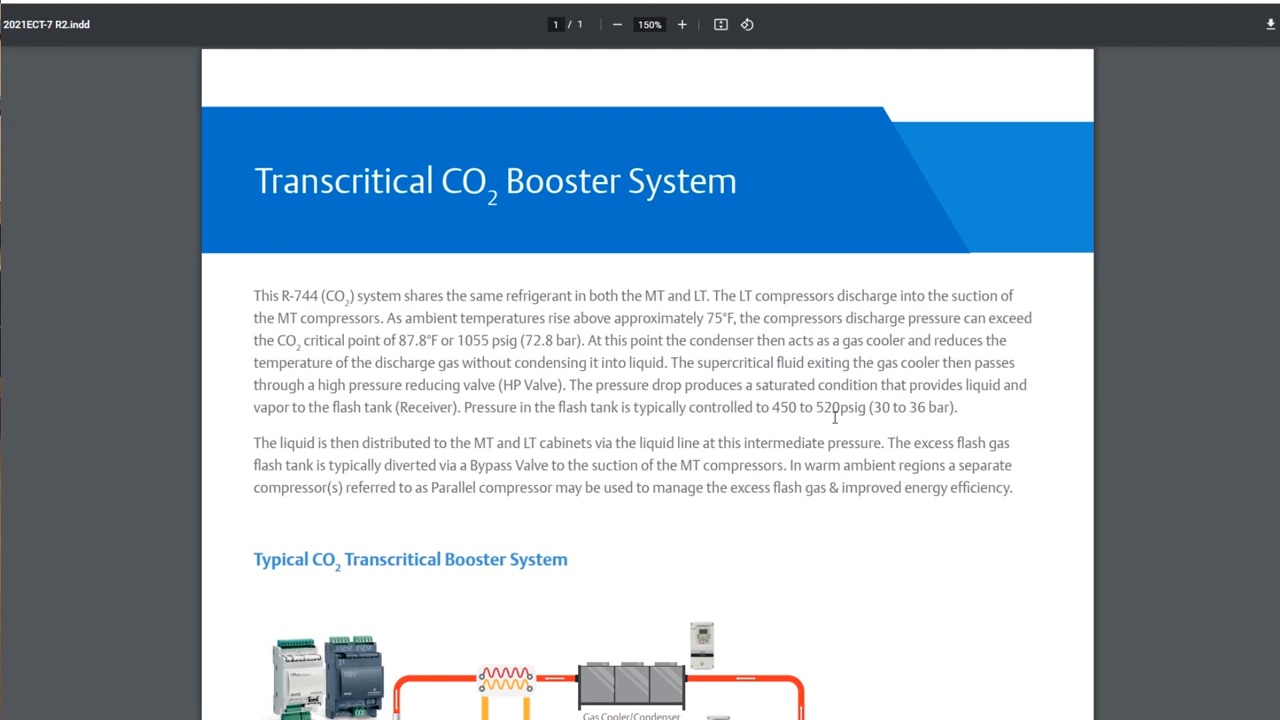 2021ECT-7 R2.indd
1 / 1
150%
Transcritical CO2 Booster System
This R-744 (CO2) system shares the same refrigerant in both the MT and LT. The LT compressors discharge into the suction of
the MT compressors. As ambient temperatures rise above approximately 75°F, the compressors discharge pressure can exceed
the CO2 critical point of 87.8°F or 1055 psig (72.8 bar). At this point the condenser then acts as a gas cooler and reduces the
temperature of the discharge gas without condensing it into liquid. The supercritical fluid exiting the gas cooler then passes
through a high pressure reducing valve (HP Valve). The pressure drop produces a saturated condition that provides liquid and
vapor to the flash tank (Receiver). Pressure in the flash tank is typically controlled to 450 to 520psig (30 to 36 bar).
The liquid is then distributed to the MT and LT cabinets via the liquid line at this intermediate pressure. The excess flash gas
flash tank is typically diverted via a Bypass Valve to the suction of the MT compressors. In warm ambient regions a separate
compressor(s) referred to as Parallel compressor may be used to manage the excess flash gas & improved energy efficiency.
Typical CO2 Transcritical Booster System
Gas Cooler/Condenser